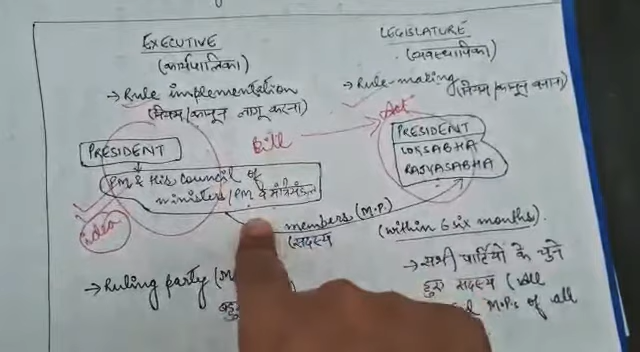 EXECUTIVE
(कार्यपालिका)
→ Rule implementation
(नियम/कानून लागू करना)
PRESIDENT
PM & His Council of
ministers/PM व मंत्रिमंडल
idea
Bill
members (M.P.)
(सदस्य
→ Ruling party (M
LEGISLATURE
(व्यवस्थापिका)
→ Rule-making
(नियम/कानून बनाना)
Act
PRESIDENT
LOKSABHA
RAJYASABHA
(within 6 six months).
→ सभी पार्टियों के चुने
हुए सदस्य (all
M.P.s of all